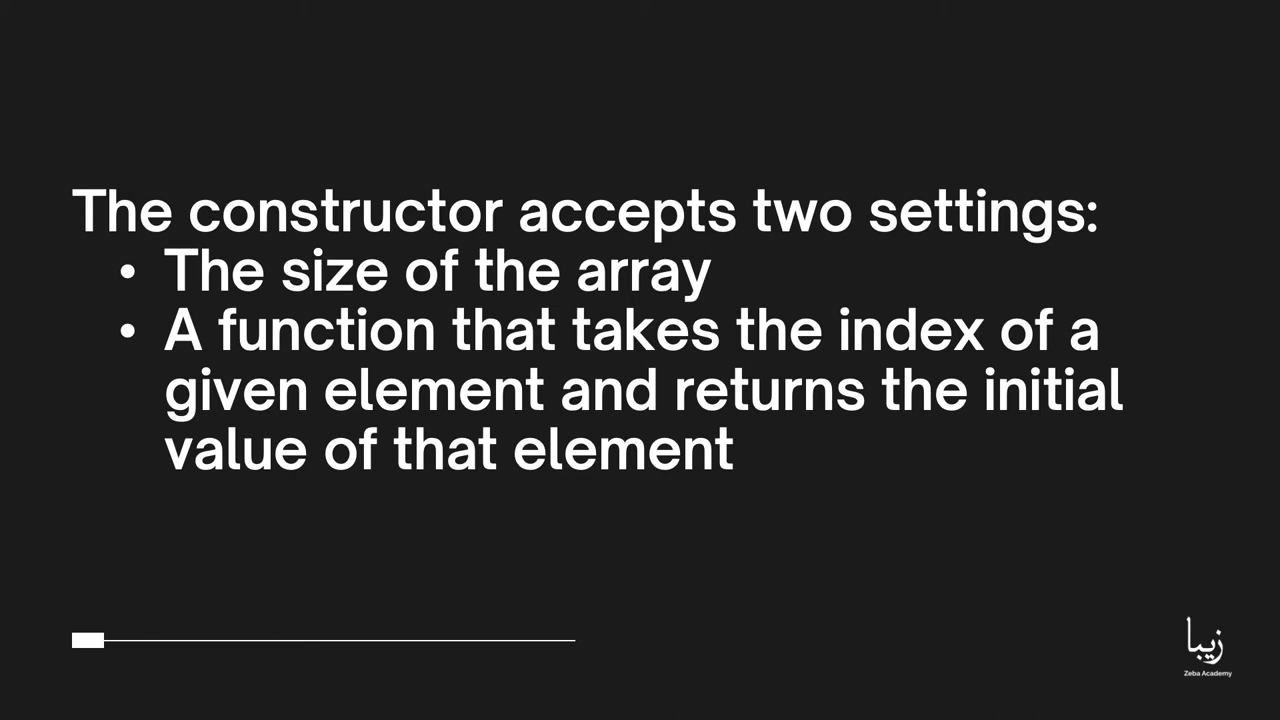 The constructor accepts two settings:
• The size of the array
• A function that takes the index of a
given element and returns the initial
value of that element
زیبا
Zeba Academy